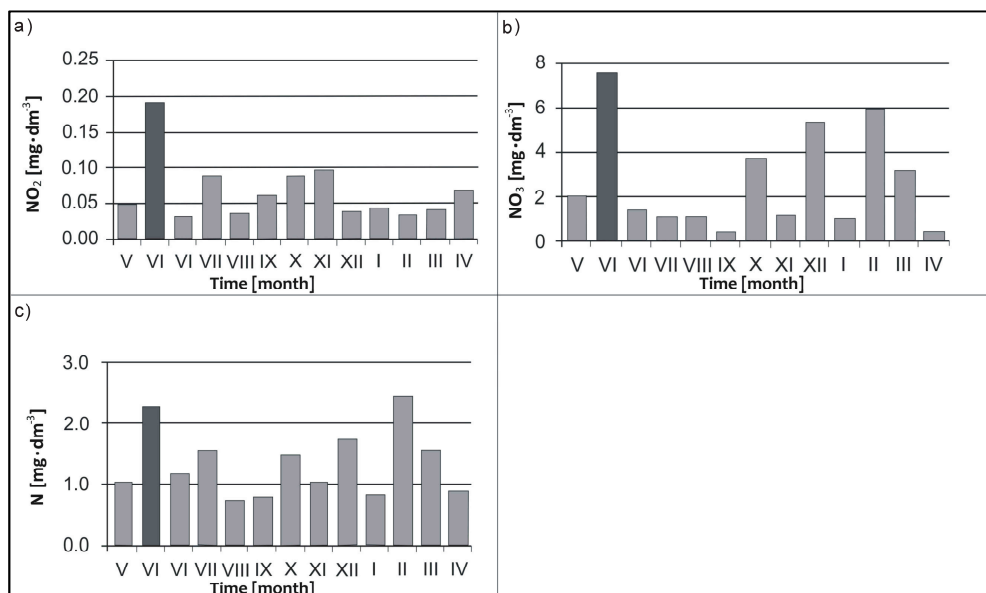 a)
NO₂ [mg·dm⁻³]
0.25
0.20
0.15
0.10
0.05
0.00
V VI VI VII VIII IX X XI XII I II III IV
Time [month]
b)
NO₃ [mg·dm⁻³]
8
6
4
2
0
V VI VI VII VIII IX X XI XII I II III IV
Time [month]
c)
N [mg·dm⁻³]
3.0
2.0
1.0
0.0
V VI VI VII VIII IX X XI XII I II III IV
Time [month]